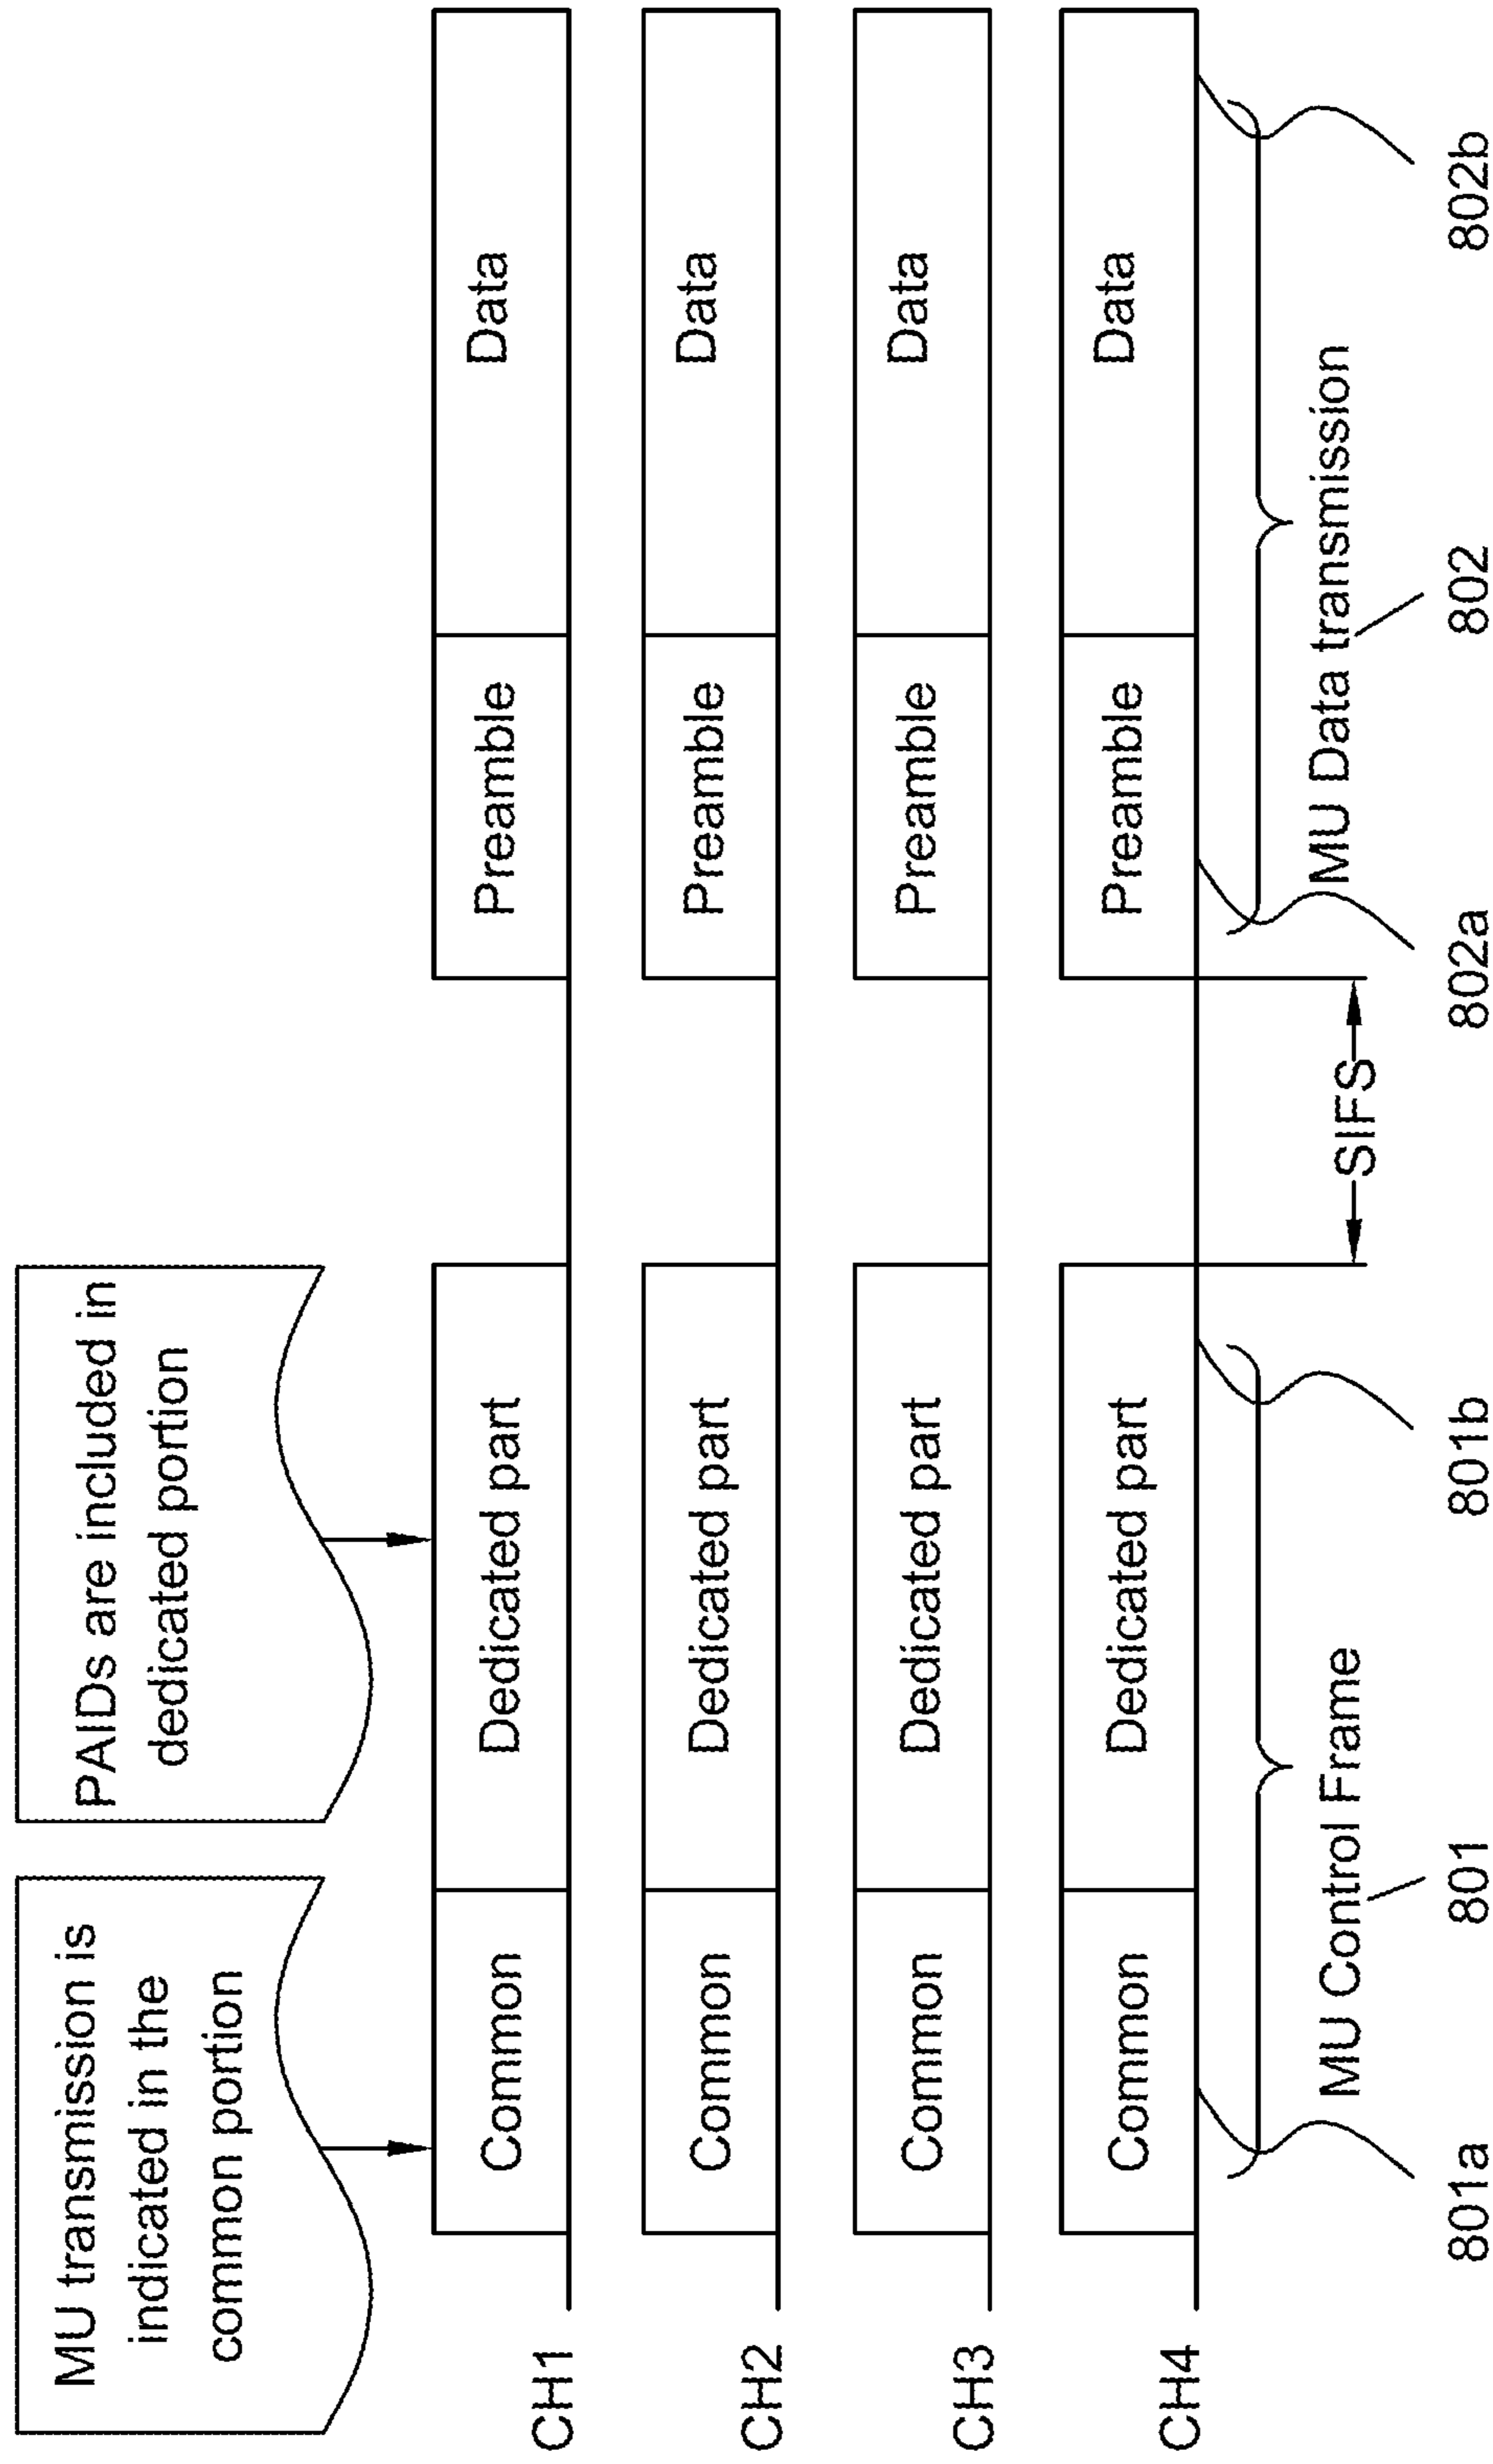 MU transmission is
indicated in the
common portion
PAIDs are included in
dedicated portion
CH1
Common
Dedicated part
Preamble
Data
CH2
Common
Dedicated part
Preamble
Data
CH3
Common
Dedicated part
Preamble
Data
CH4
Common
Dedicated part
Preamble
Data
SIFS
MU Control Frame
MU Data transmission
801a
801
801b
802a
802
802b